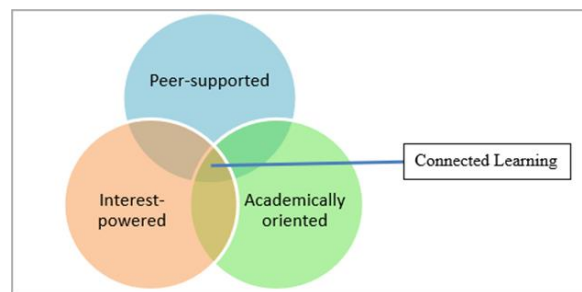 Peer-supported
Connected Learning
Interest-
powered
Academically
oriented